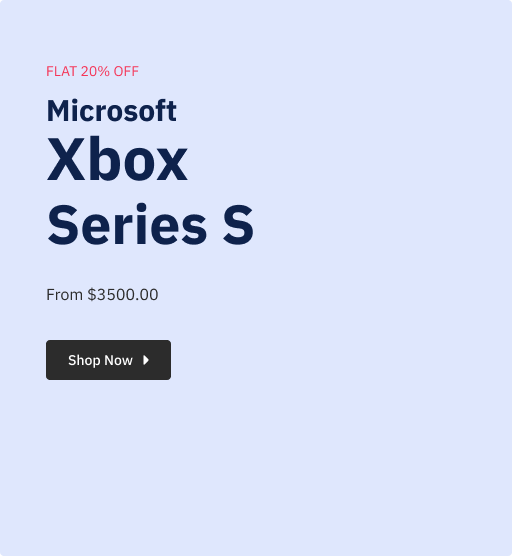 FLAT 20% OFF
Microsoft
Xbox
Series S
From $3500.00
Shop Now